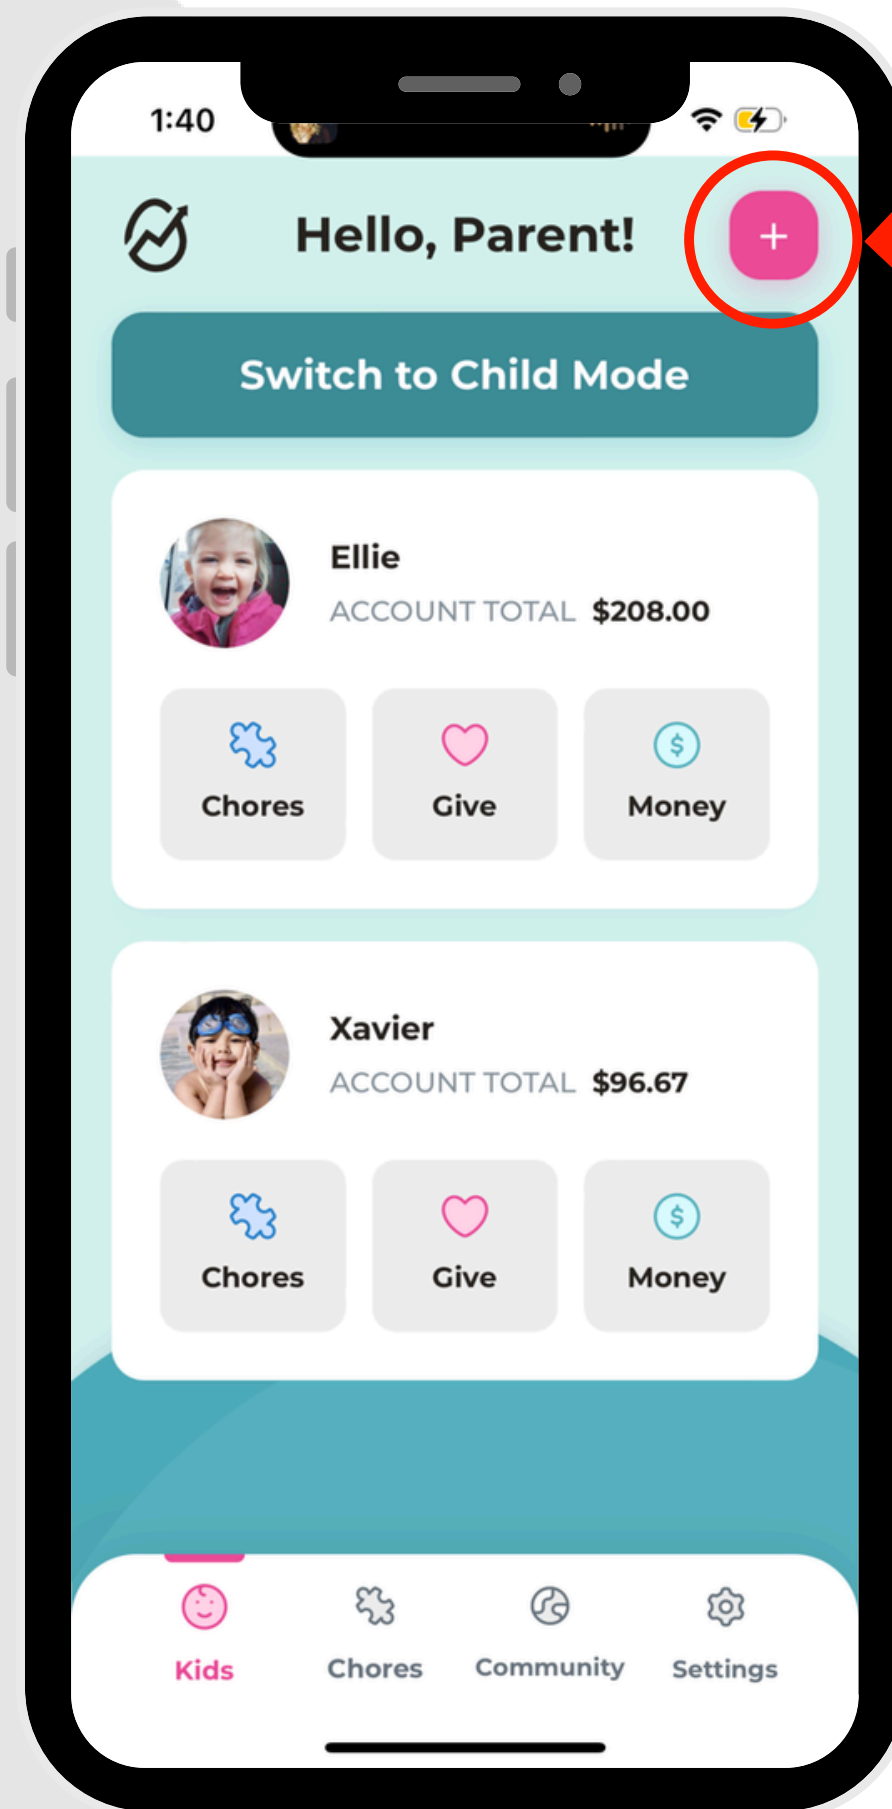 1:40
Hello, Parent!
+
Switch to Child Mode
Ellie
ACCOUNT TOTAL $208.00
$
Chores Give Money
Xavier
ACCOUNT TOTAL $96.67
$
Chores Give Money
Kids Chores Community Settings